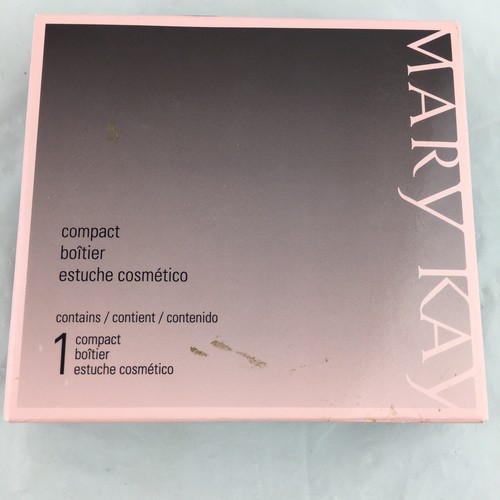 MARY KAY
compact
boîtier
estuche cosmético
contains / contient / contenido
1 compact
boîtier
estuche cosmético